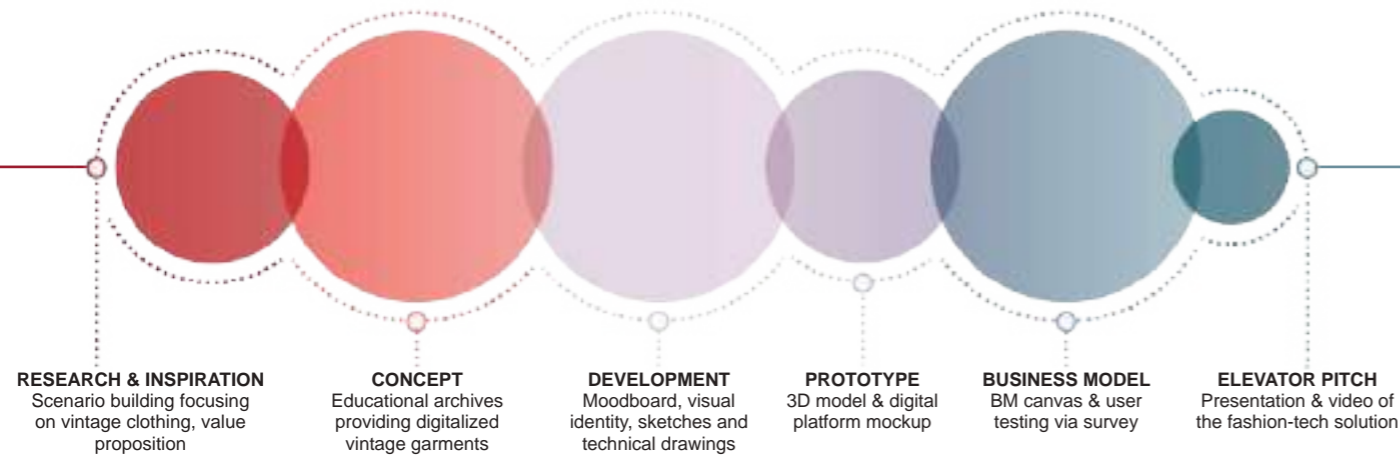 RESEARCH & INSPIRATION
Scenario building focusing
on vintage clothing, value
proposition
CONCEPT
Educational archives
providing digitalized
vintage garments
DEVELOPMENT
Moodboard, visual
identity, sketches and
technical drawings
PROTOTYPE
3D model & digital
platform mockup
BUSINESS MODEL
BM canvas & user
testing via survey
ELEVATOR PITCH
Presentation & video of
the fashion-tech solution